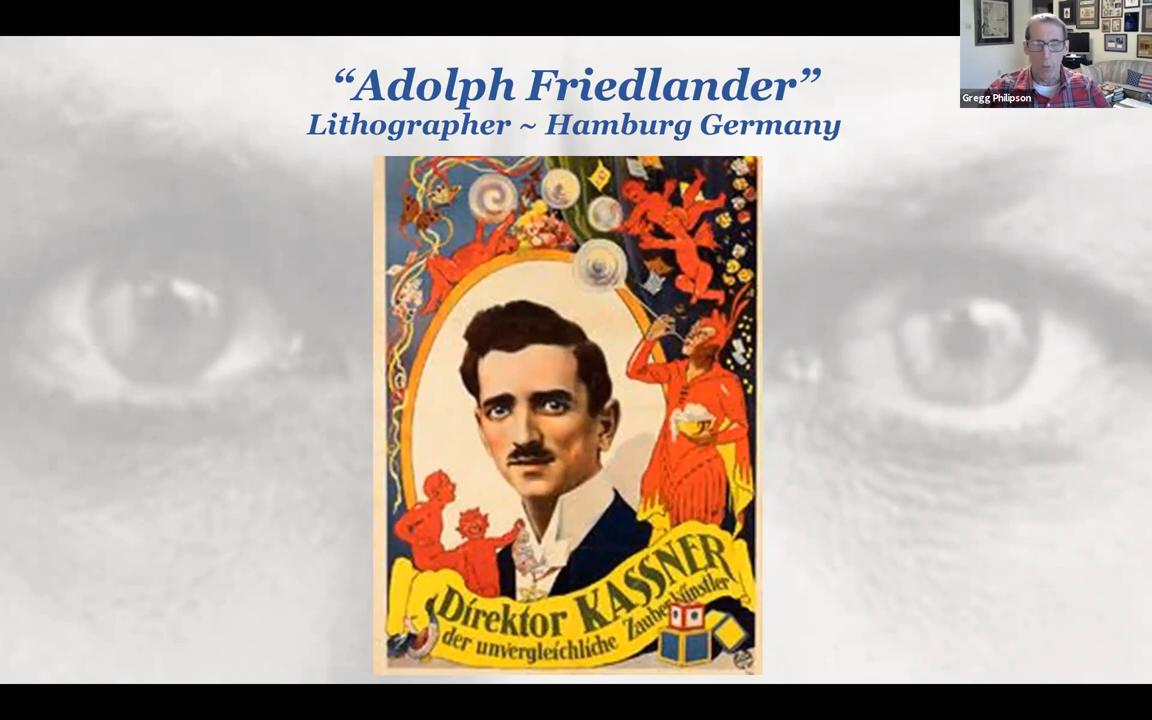 “Adolph Friedlander”
Lithographer ~ Hamburg Germany
Gregg Philipson
Direktor KASSNER
der unvergleichliche Zauberkünstler